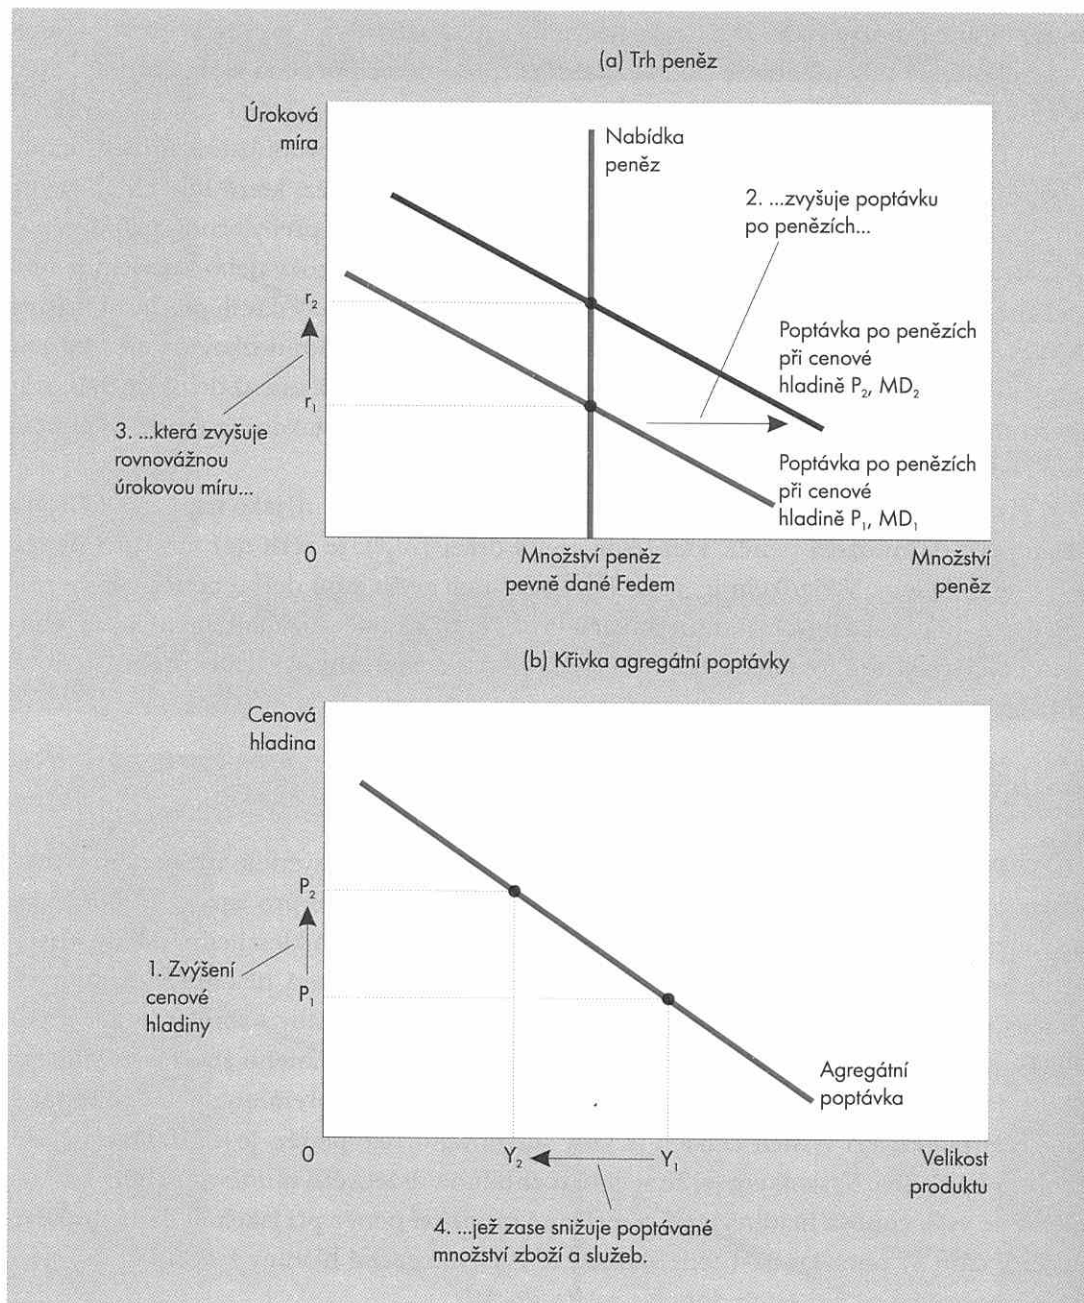 (a) Trh peněz
Úroková
míra
Nabídka
peněz
2. ...zvyšuje poptávku
po penězích...
r₂
Poptávka po penězích
při cenové
hladině P₂, MD₂
r₁
3. ...která zvyšuje
rovnovážnou
úrokovou míru...
Poptávka po penězích
při cenové
hladině P₁, MD₁
0
Množství peněz
pevně dané Fedem
Množství
peněz
(b) Křivka agregátní poptávky
Cenová
hladina
P₂
1. Zvýšení
cenové
hladiny
P₁
Agregátní
poptávka
0
Y₂
Y₁
Velikost
produktu
4. ...jež zase snižuje poptávané
množství zboží a služeb.